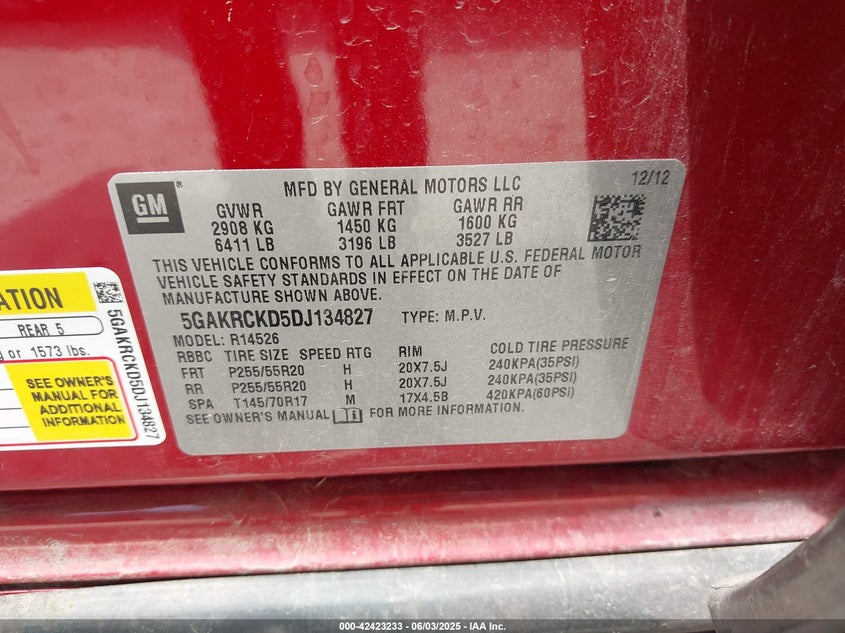 GM
®
MFD BY GENERAL MOTORS LLC
12/12
GVWR GAWR FRT GAWR RR
2908 KG 1450 KG 1600 KG
6411 LB 3196 LB 3527 LB
THIS VEHICLE CONFORMS TO ALL APPLICABLE U.S. FEDERAL MOTOR
VEHICLE SAFETY STANDARDS IN EFFECT ON THE DATE OF
MANUFACTURE SHOWN ABOVE.
5GAKRCKD5DJ134827 TYPE: M.P.V.
MODEL: R14526
RBBC TIRE SIZE SPEED RTG RIM COLD TIRE PRESSURE
FRT P255/55R20 H 20X7.5J 240KPA(35PSI)
RR P255/55R20 H 20X7.5J 240KPA(35PSI)
SPA T145/70R17 M 17X4.5B 420KPA(60PSI)
SEE OWNER'S MANUAL FOR MORE INFORMATION.
ATION
REAR 5
g or 1573 lbs.
SEE OWNER'S
MANUAL FOR
ADDITIONAL
INFORMATION
5GAKRCKD5DJ134827
000-42423233 - 06/03/2025 - IAA Inc.